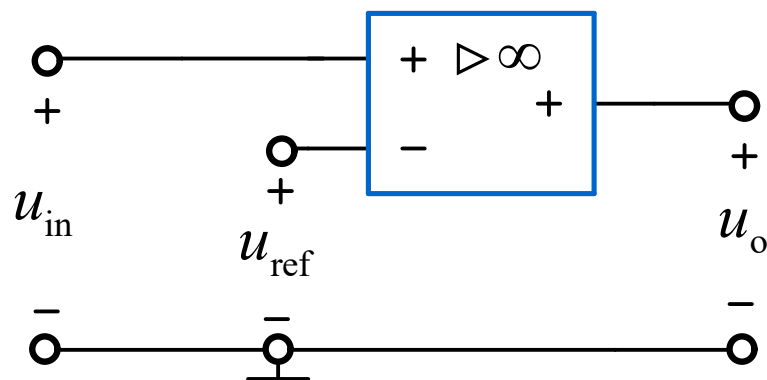 + ▷ ∞
+
+
−
+
+
u_in
u_ref
u_o
−
−
−